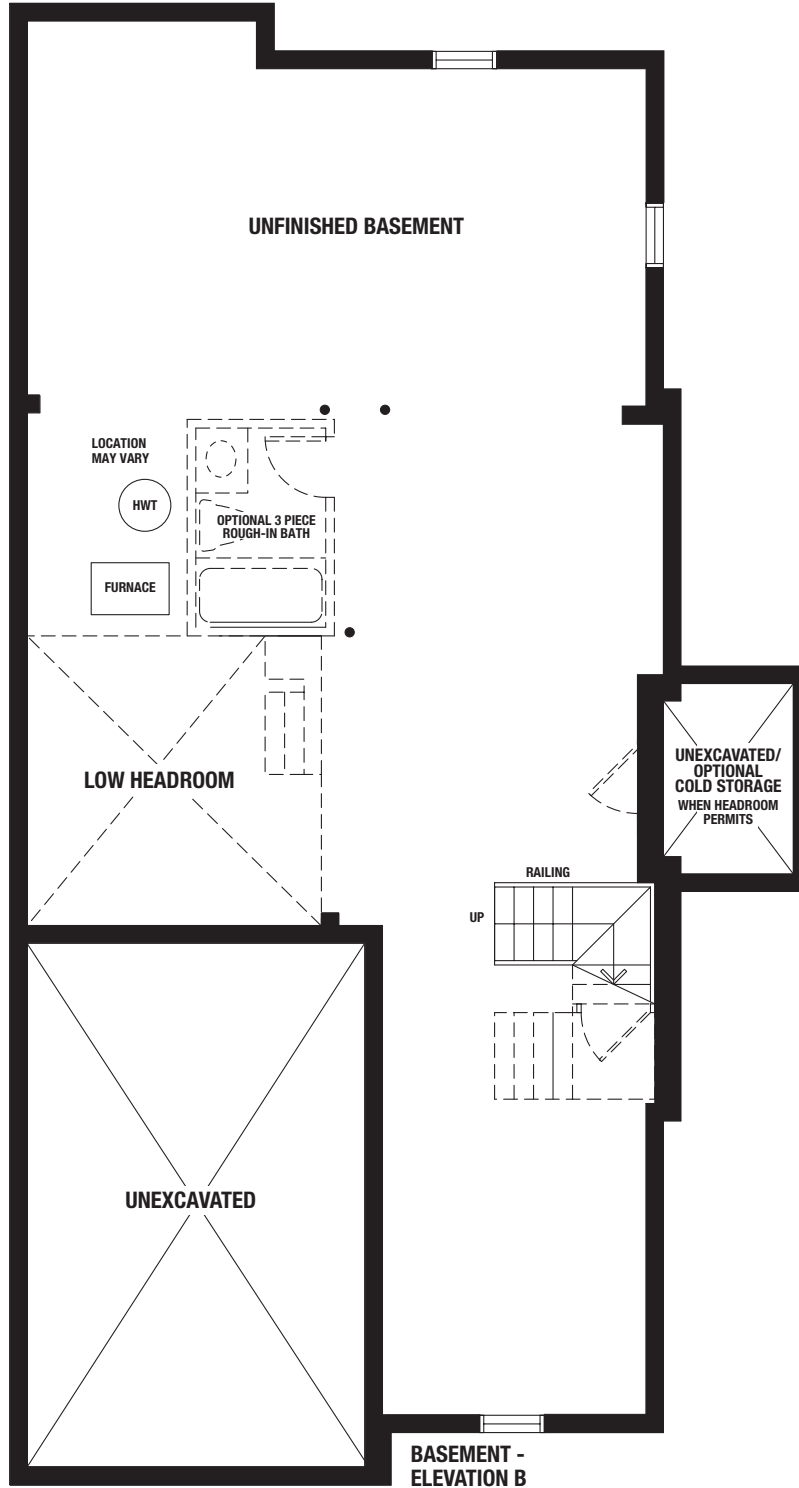 UNFINISHED BASEMENT
LOCATION
MAY VARY
HWT
OPTIONAL 3 PIECE
ROUGH-IN BATH
FURNACE
LOW HEADROOM
UNEXCAVATED/
OPTIONAL
COLD STORAGE
WHEN HEADROOM
PERMITS
RAILING
UP
UNEXCAVATED
BASEMENT -
ELEVATION B